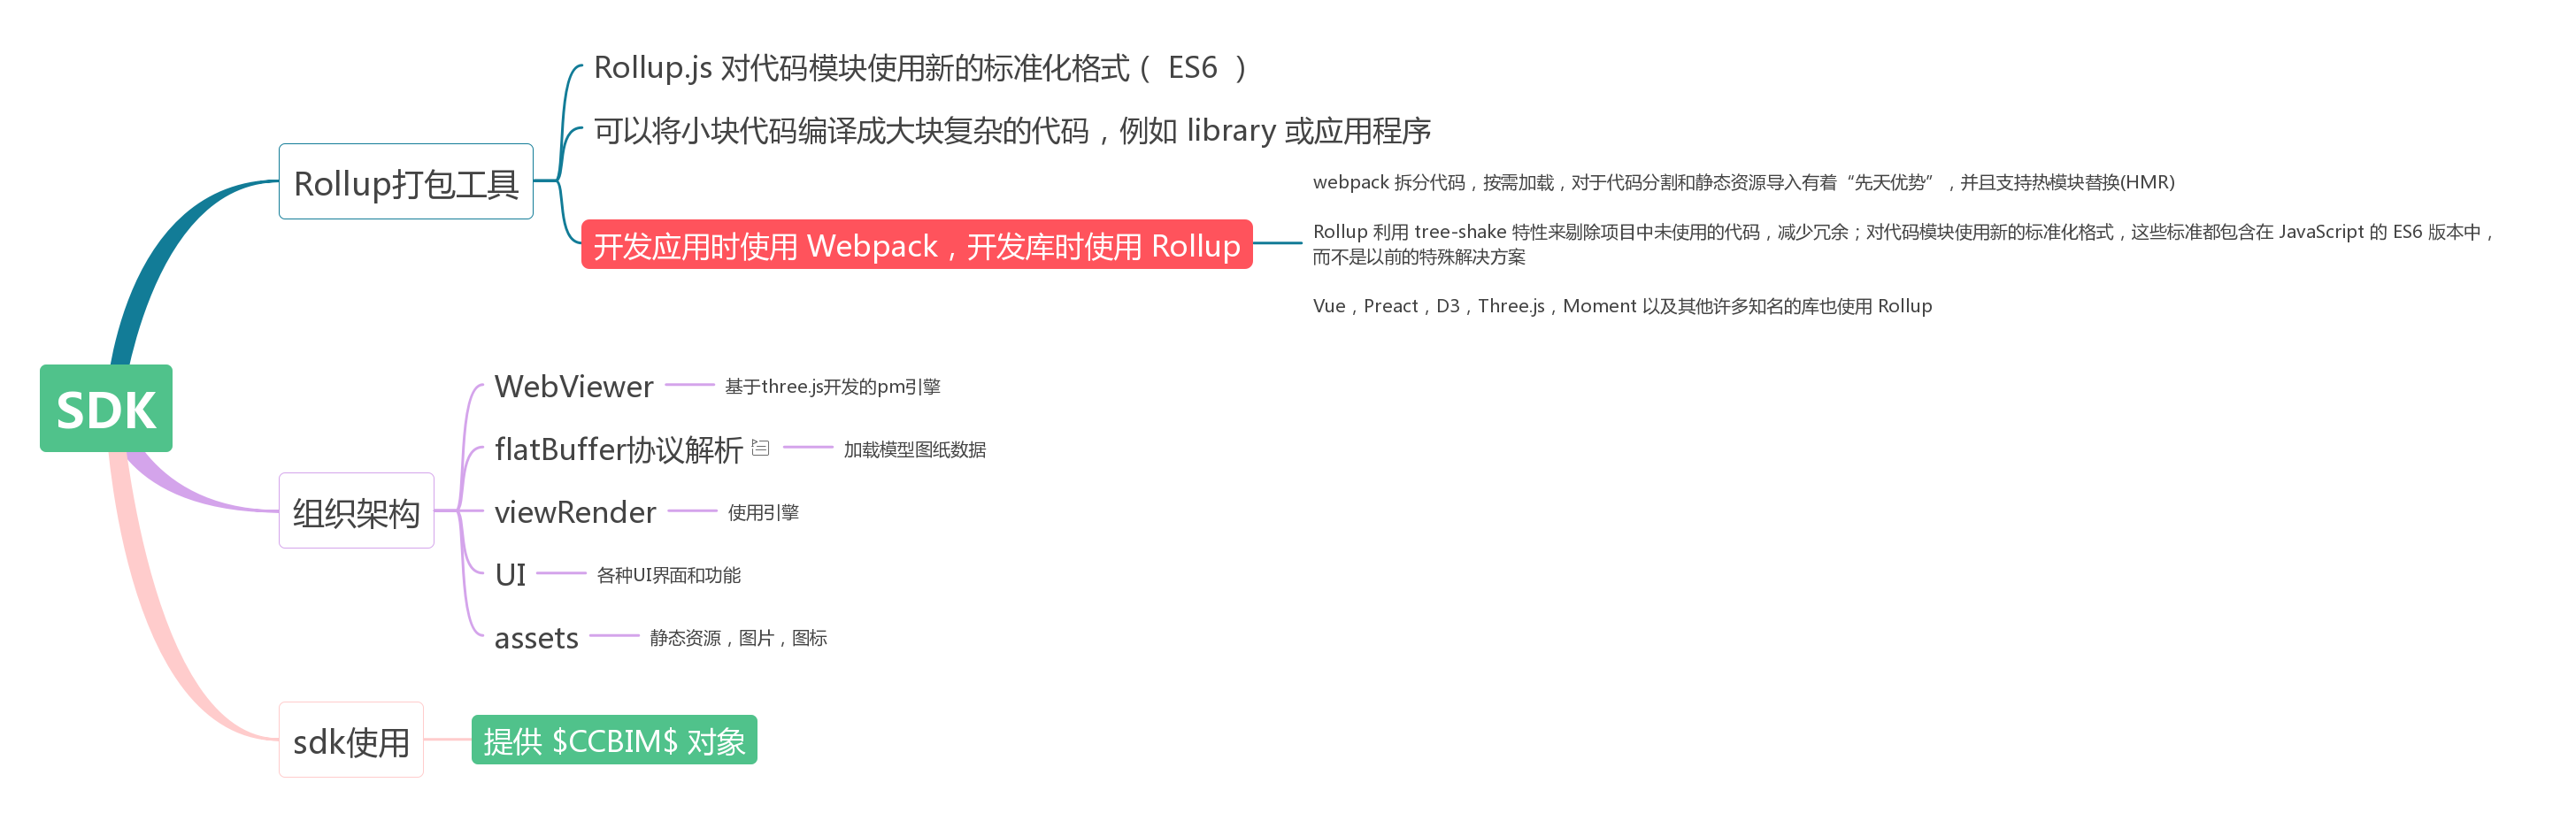 SDK
Rollup打包工具
Rollup.js 对代码模块使用新的标准化格式（ ES6 ）
可以将小块代码编译成大块复杂的代码，例如 library 或应用程序
开发应用时使用 Webpack，开发库时使用 Rollup
webpack 拆分代码，按需加载，对于代码分割和静态资源导入有着“先天优势”，并且支持热模块替换(HMR)
Rollup 利用 tree-shake 特性来剔除项目中未使用的代码，减少冗余；对代码模块使用新的标准化格式，这些标准都包含在 JavaScript 的 ES6 版本中，
而不是以前的特殊解决方案
Vue，Preact，D3，Three.js，Moment 以及其他许多知名的库也使用 Rollup
组织架构
WebViewer
基于three.js开发的pm引擎
flatBuffer协议解析
加载模型图纸数据
viewRender
使用引擎
UI
各种UI界面和功能
assets
静态资源，图片，图标
sdk使用
提供 $CCBIM$ 对象